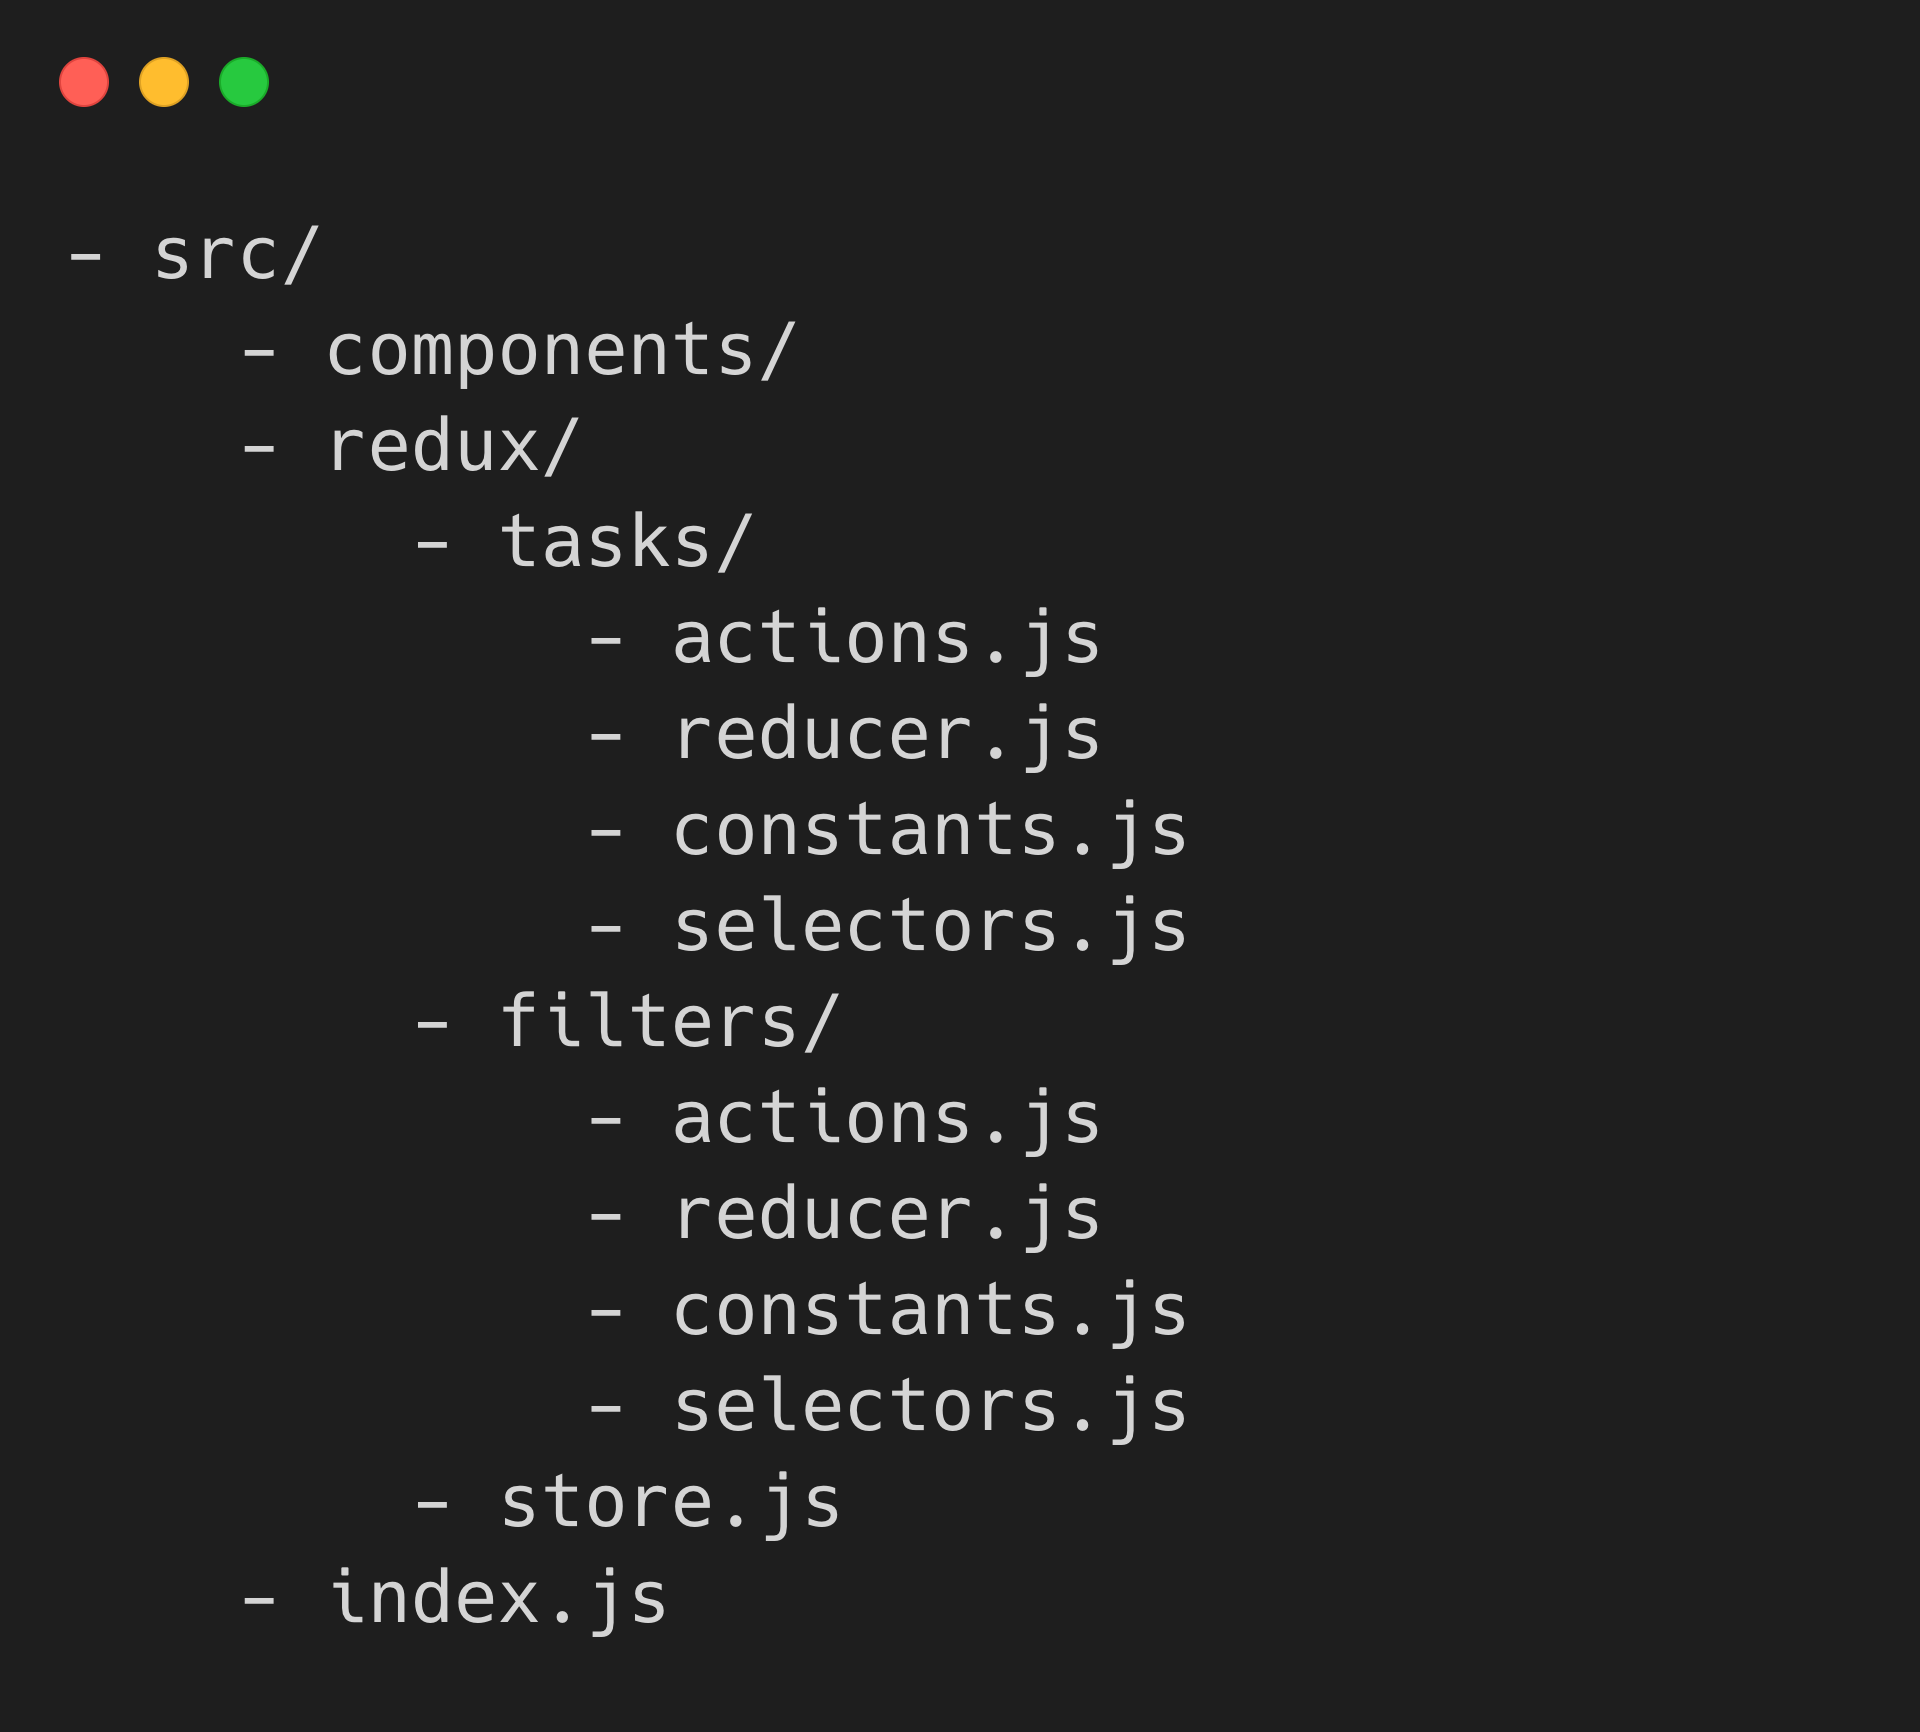 - src/
    - components/
    - redux/
        - tasks/
            - actions.js
            - reducer.js
            - constants.js
            - selectors.js
        - filters/
            - actions.js
            - reducer.js
            - constants.js
            - selectors.js
        - store.js
    - index.js